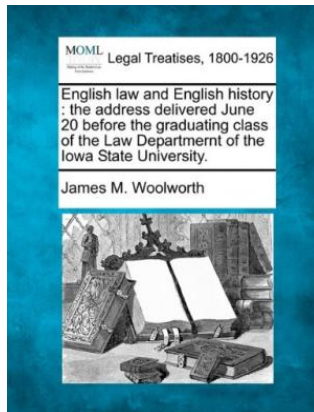 MOML
Legal Treatises, 1800-1926
English law and English history
: the address delivered June
20 before the graduating class
of the Law Departmernt of the
Iowa State University.
James M. Woolworth